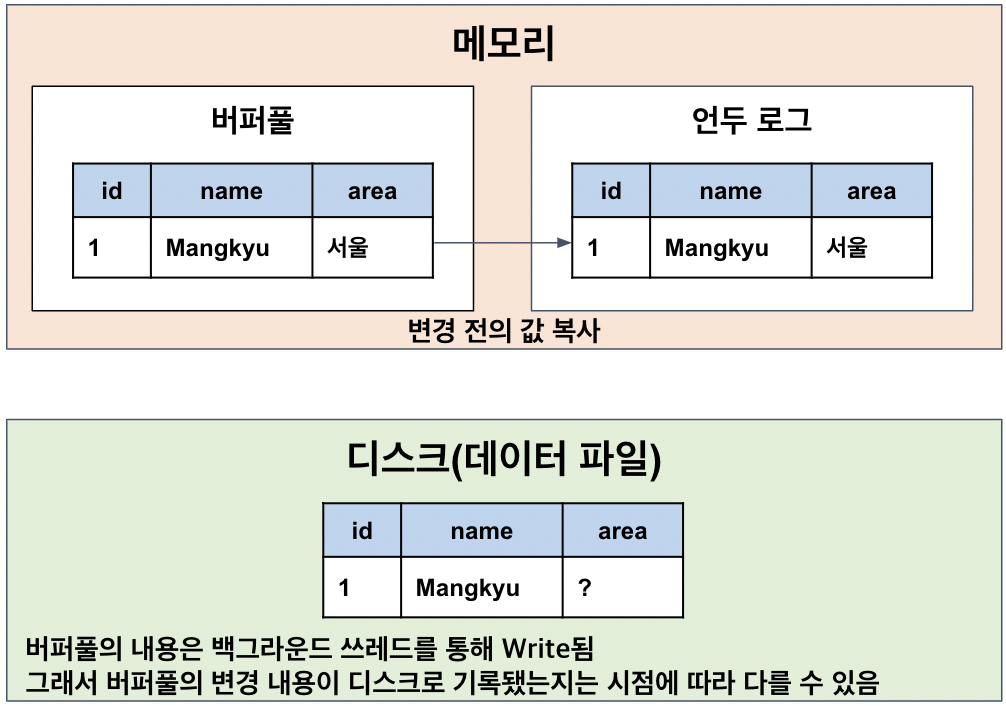 메모리
버퍼풀
언두 로그
id name area
1 Mangkyu 서울
id name area
1 Mangkyu 서울
변경 전의 값 복사
디스크(데이터 파일)
id name area
1 Mangkyu ?
버퍼풀의 내용은 백그라운드 쓰레드를 통해 Write됨
그래서 버퍼풀의 변경 내용이 디스크로 기록됐는지는 시점에 따라 다를 수 있음